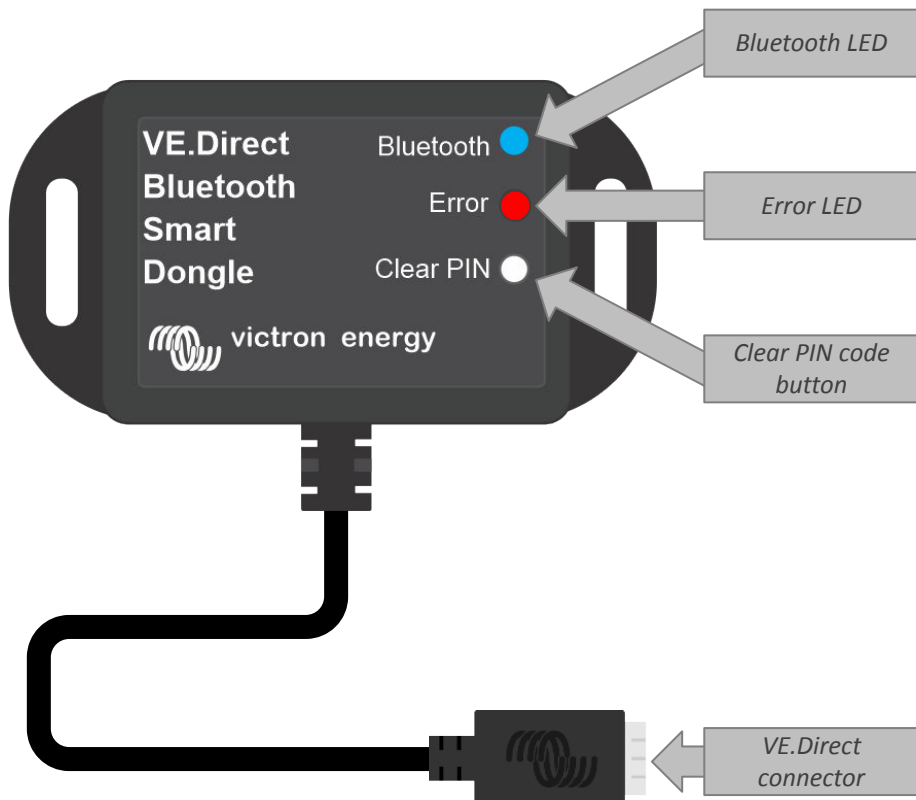 Bluetooth LED
VE.Direct
Bluetooth
Bluetooth
Smart
Error
Dongle
Clear PIN
victron energy
Error LED
Clear PIN code
button
VE.Direct
connector